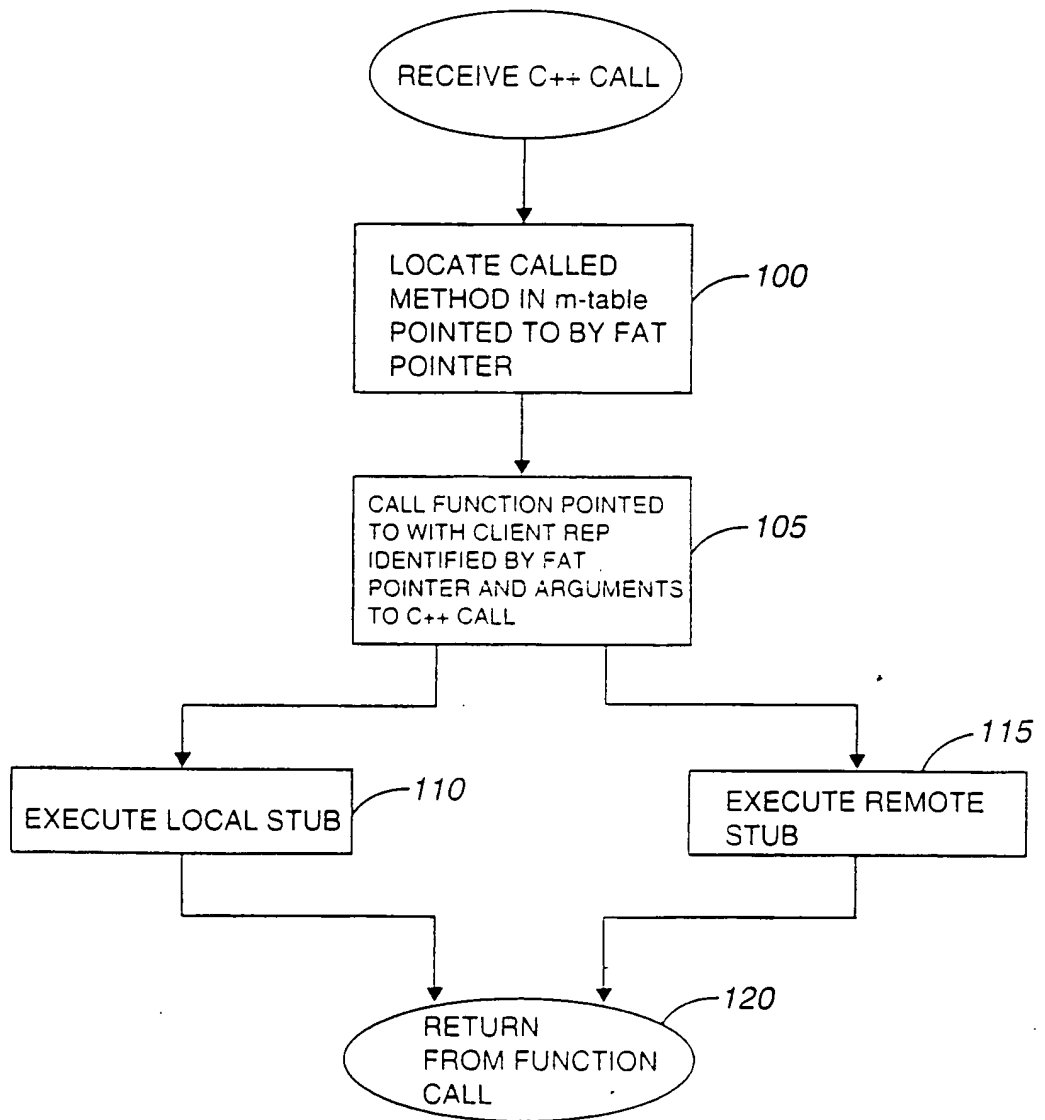 RECEIVE C++ CALL
LOCATE CALLED
METHOD IN m-table
POINTED TO BY FAT
POINTER
100
CALL FUNCTION POINTED
TO WITH CLIENT REP
IDENTIFIED BY FAT
POINTER AND ARGUMENTS
TO C++ CALL
105
EXECUTE LOCAL STUB
110
EXECUTE REMOTE
STUB
115
RETURN
FROM FUNCTION
CALL
120